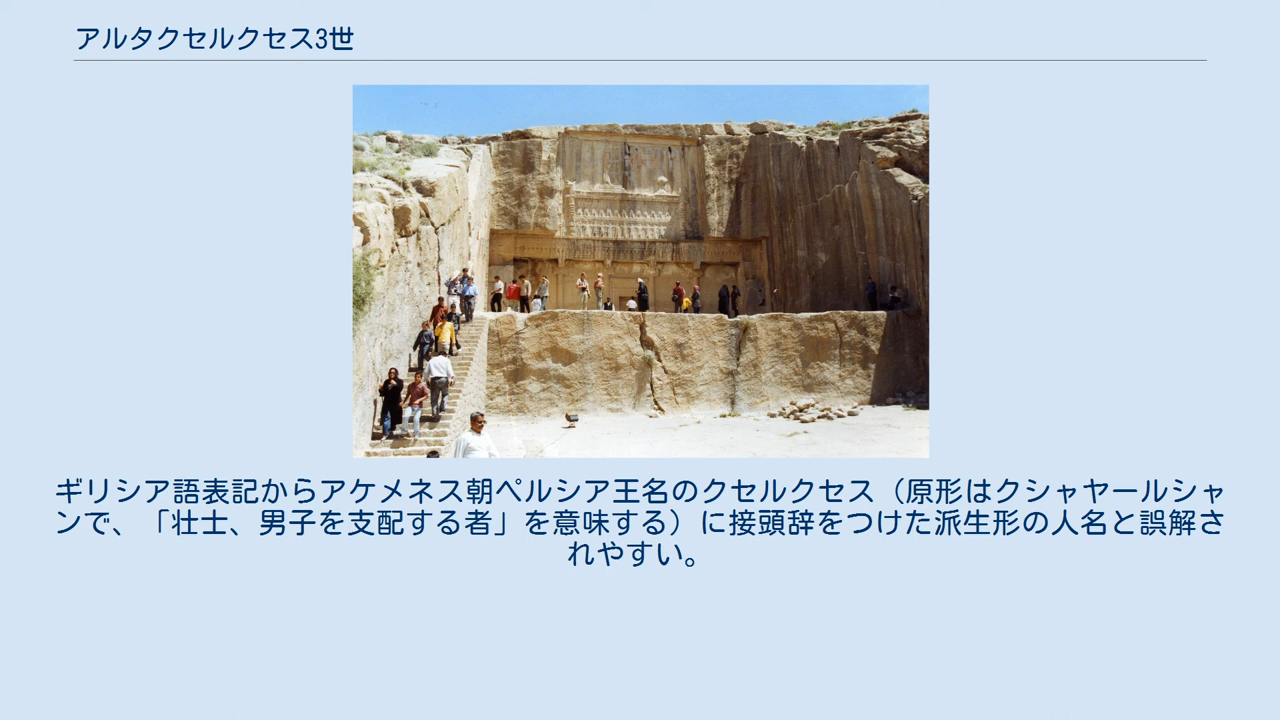 アルタクセルクセス3世
ギリシア語表記からアケメネス朝ペルシア王名のクセルクセス（原形はクシャヤールシャ
ンで、「壮士、男子を支配する者」を意味する）に接頭辞をつけた派生形の人名と誤解さ
れやすい。